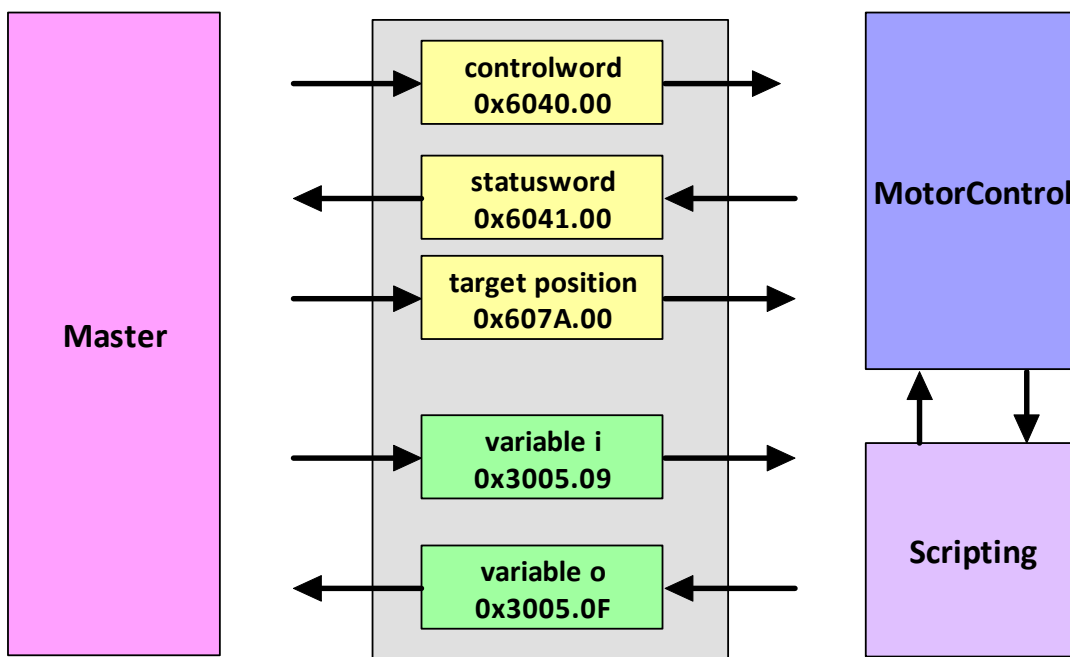 controlword
0x6040.00
statusword
0x6041.00
MotorControl
target position
0x607A.00
Master
variable i
0x3005.09
Scripting
variable o
0x3005.0F